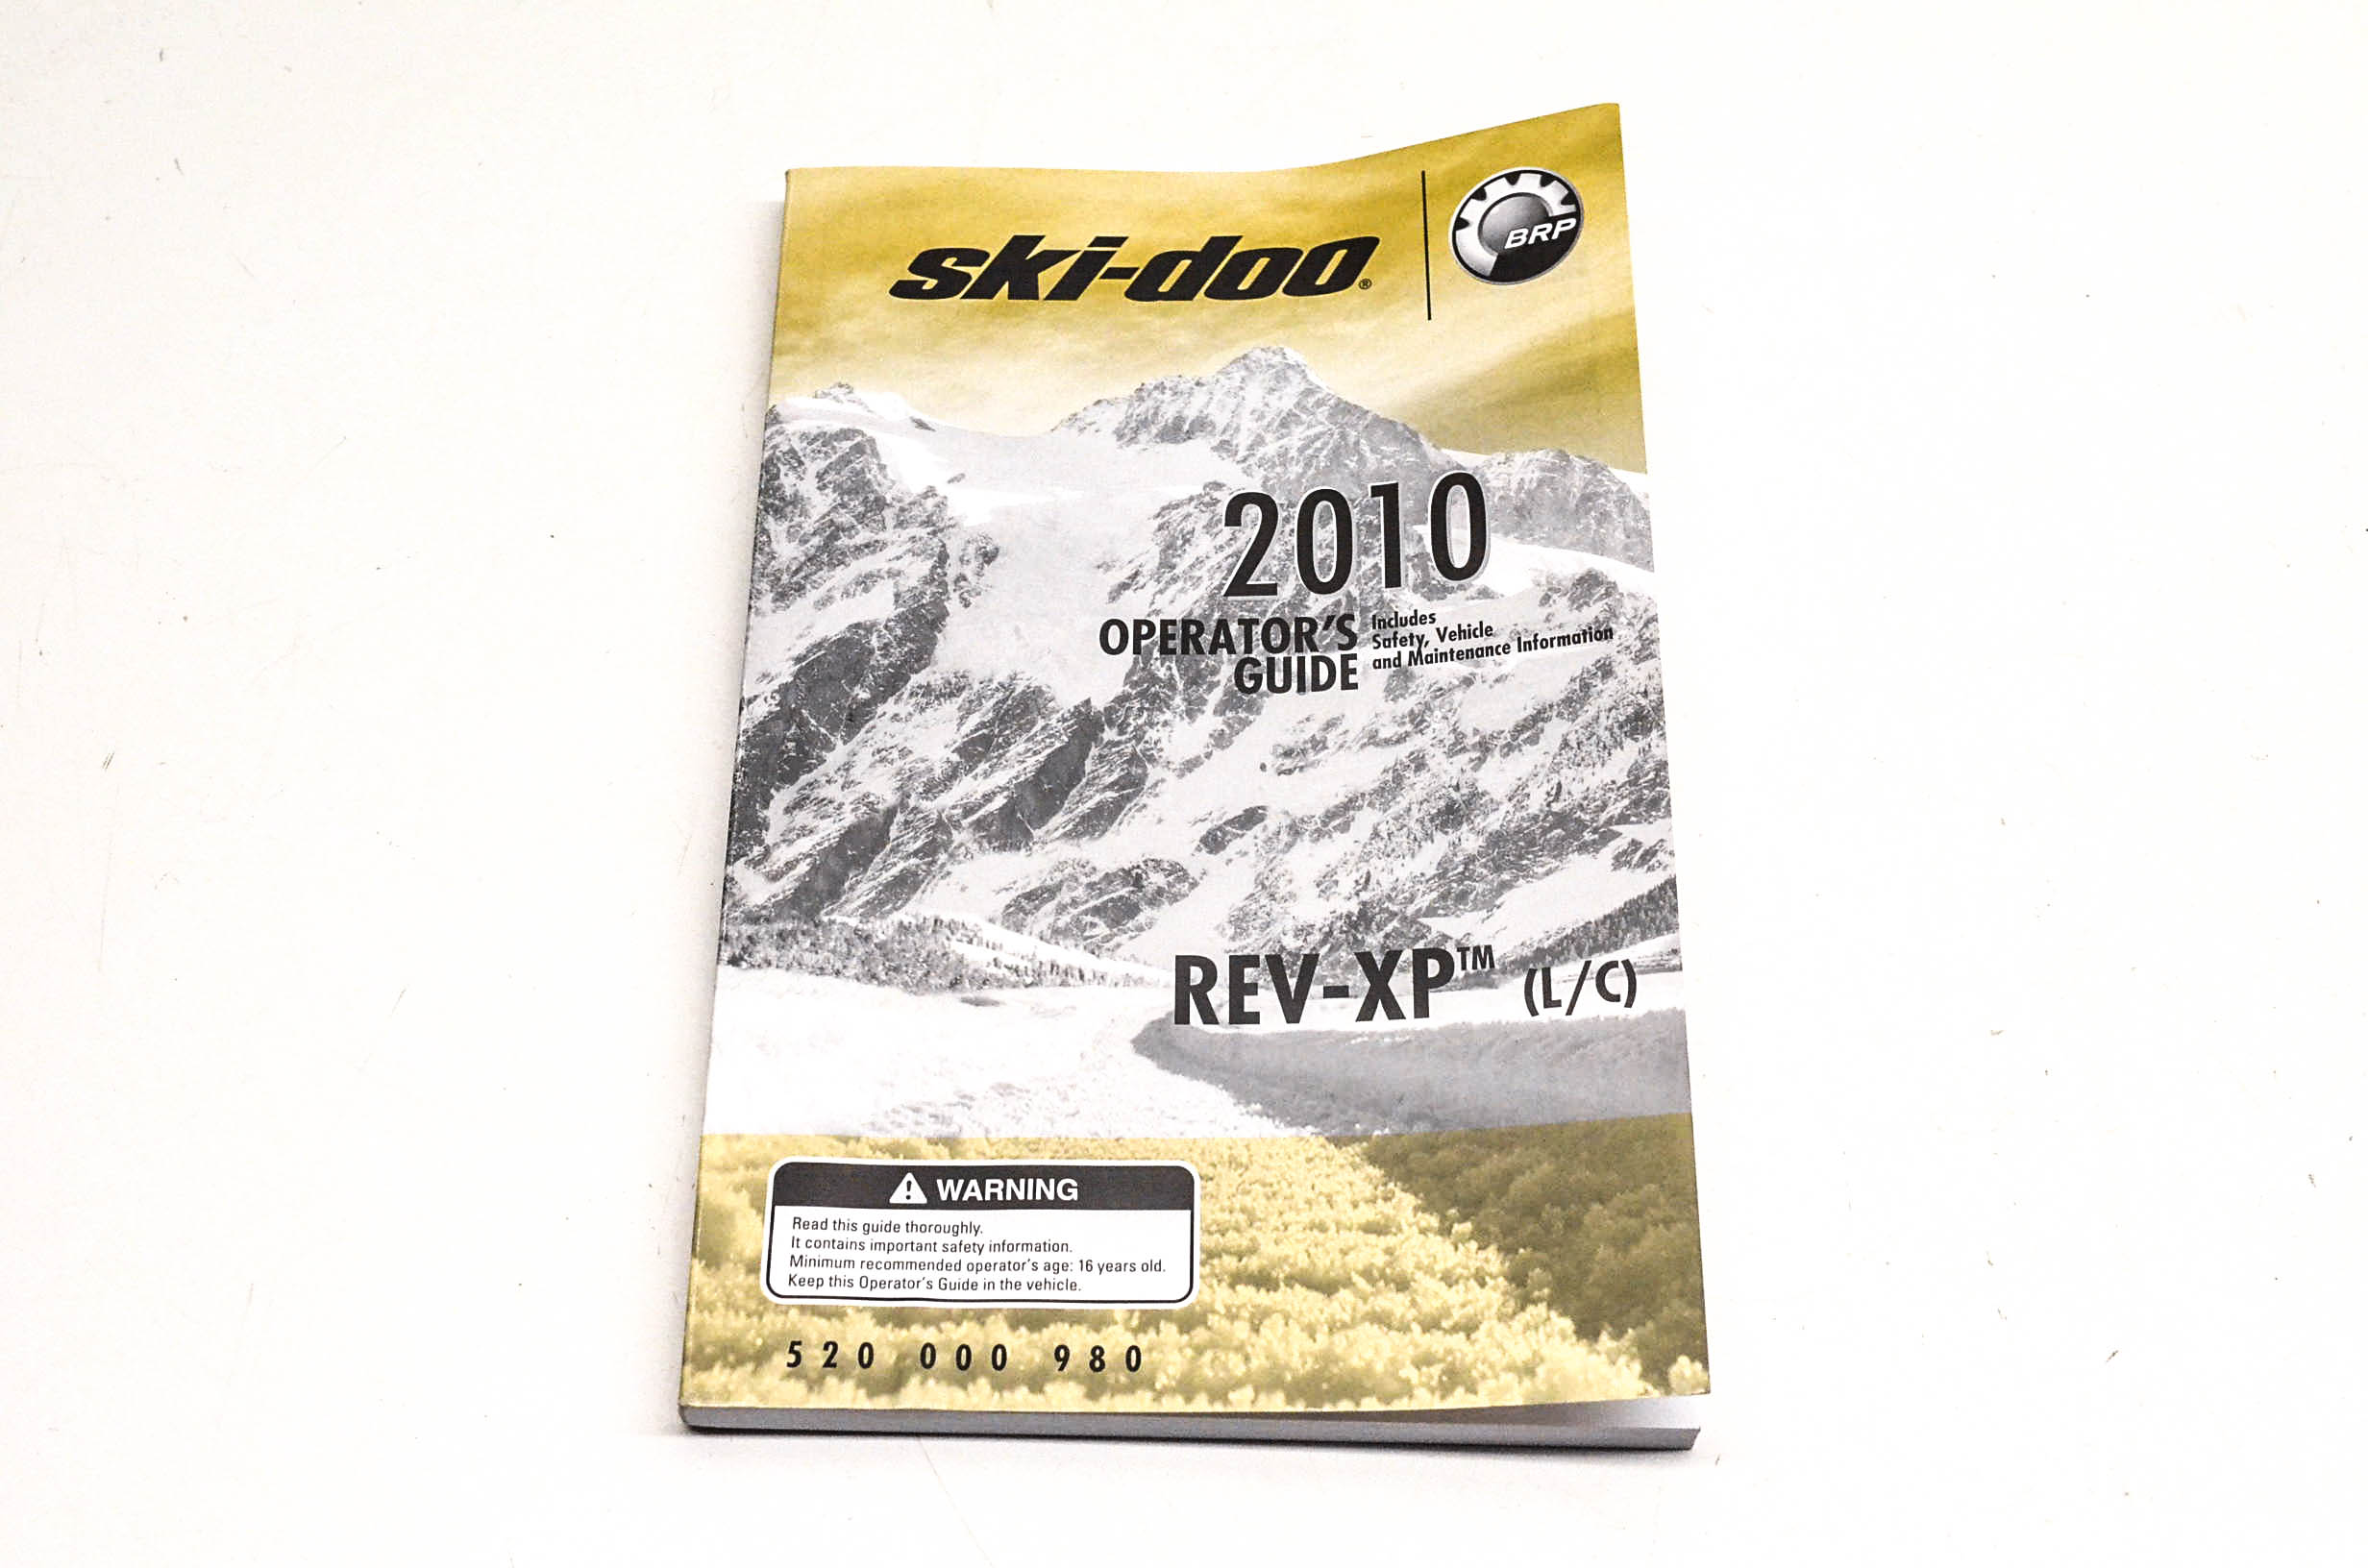 ski-doo®
BRP
2010
OPERATOR'S
GUIDE
Includes
Safety, Vehicle
and Maintenance Information
REV-XP™ (L/C)
WARNING
Read this guide thoroughly.
It contains important safety information.
Minimum recommended operator's age: 16 years old.
Keep this Operator's Guide in the vehicle.
520 000 980